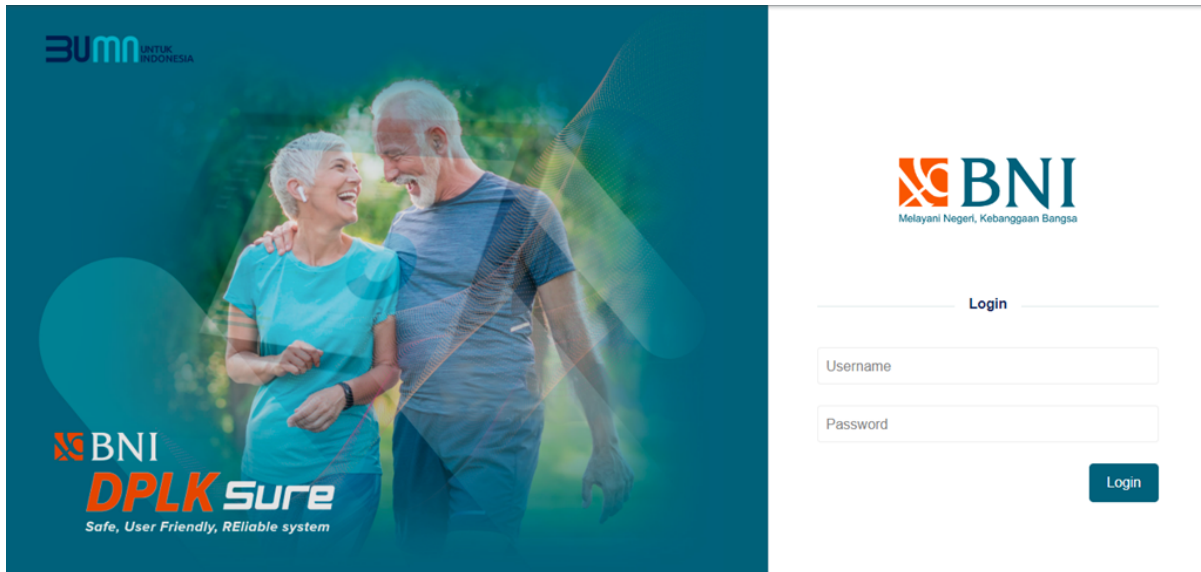 BUMN UNTUK
INDONESIA
BNI
DPLK Sure
Safe, User Friendly, REliable system
BNI
Melayani Negeri, Kebanggaan Bangsa
Login
Username
Password
Login